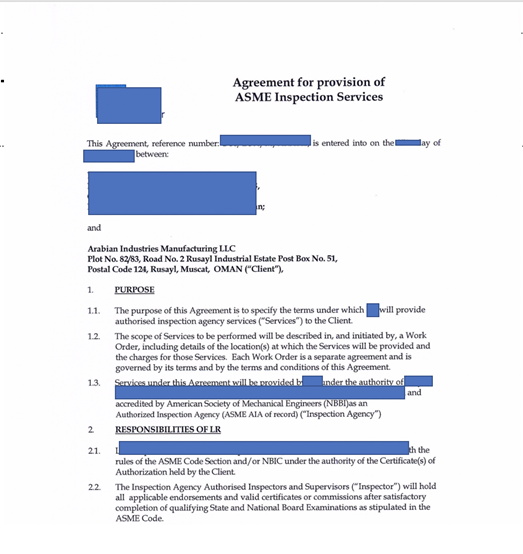 Agreement for provision of
ASME Inspection Services
This Agreement, reference number: is entered into on the ay of
between:
and
Arabian Industries Manufacturing LLC
Plot No. 82/83, Road No. 2 Rusayl Industrial Estate Post Box No. 51,
Postal Code 124, Rusayl, Muscat, OMAN ("Client"),
1. PURPOSE
1.1. The purpose of this Agreement is to specify the terms under which will provide
authorised inspection agency services ("Services") to the Client.
1.2. The scope of Services to be performed will be described in, and initiated by, a Work
Order, including details of the location(s) at which the Services will be provided and
the charges for those Services. Each Work Order is a separate agreement and is
governed by its terms and by the terms and conditions of this Agreement.
1.3. Services under this Agreement will be provided b under the authority of
and
accredited by American Society of Mechanical Engineers (NBBI)as an
Authorized Inspection Agency (ASME AIA of record) ("Inspection Agency")
2. RESPONSIBILITIES OF LR
2.1. th the
rules of the ASME Code Section and/or NBIC under the authority of the Certificate(s) of
Authorization held by the Client.
2.2. The Inspection Agency Authorised Inspectors and Supervisors ("Inspector") will hold
all applicable endorsements and valid certificates or commissions after satisfactory
completion of qualifying State and National Board Examinations as stipulated in the
ASME Code.